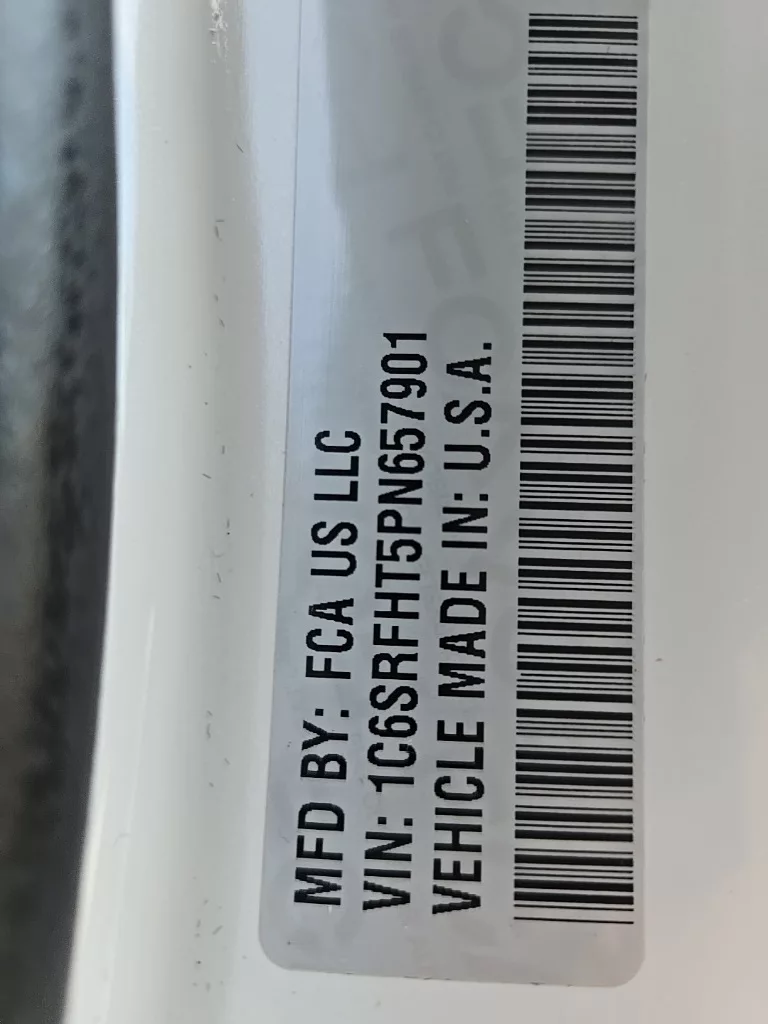 MFD BY: FCA US LLC
VIN: 1C6SRFHT5PN657901
VEHICLE MADE IN: U.S.A.